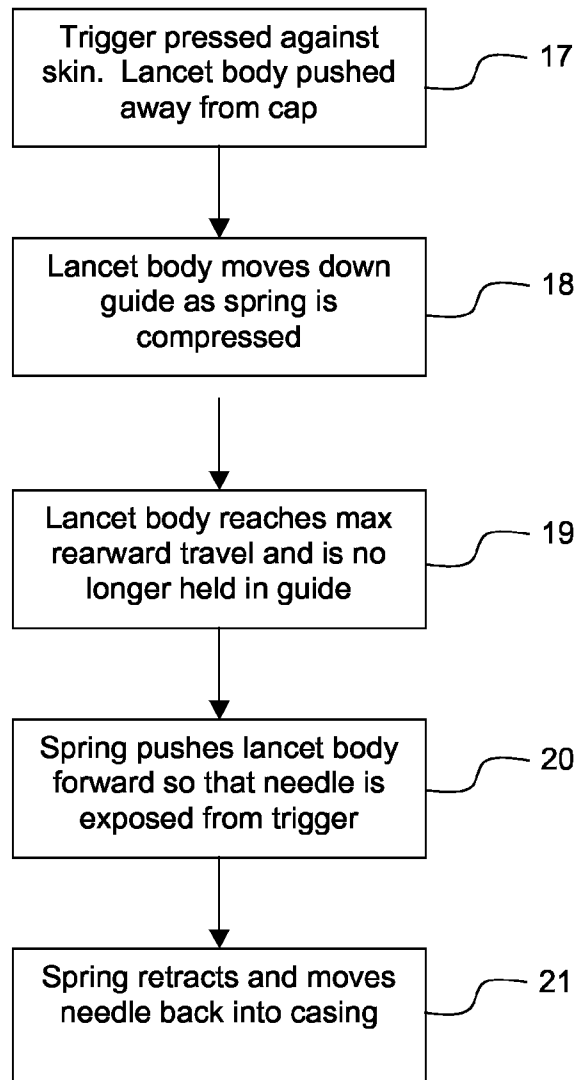 Trigger pressed against
skin. Lancet body pushed
away from cap
17
Lancet body moves down
guide as spring is
compressed
18
Lancet body reaches max
rearward travel and is no
longer held in guide
19
Spring pushes lancet body
forward so that needle is
exposed from trigger
20
Spring retracts and moves
needle back into casing
21